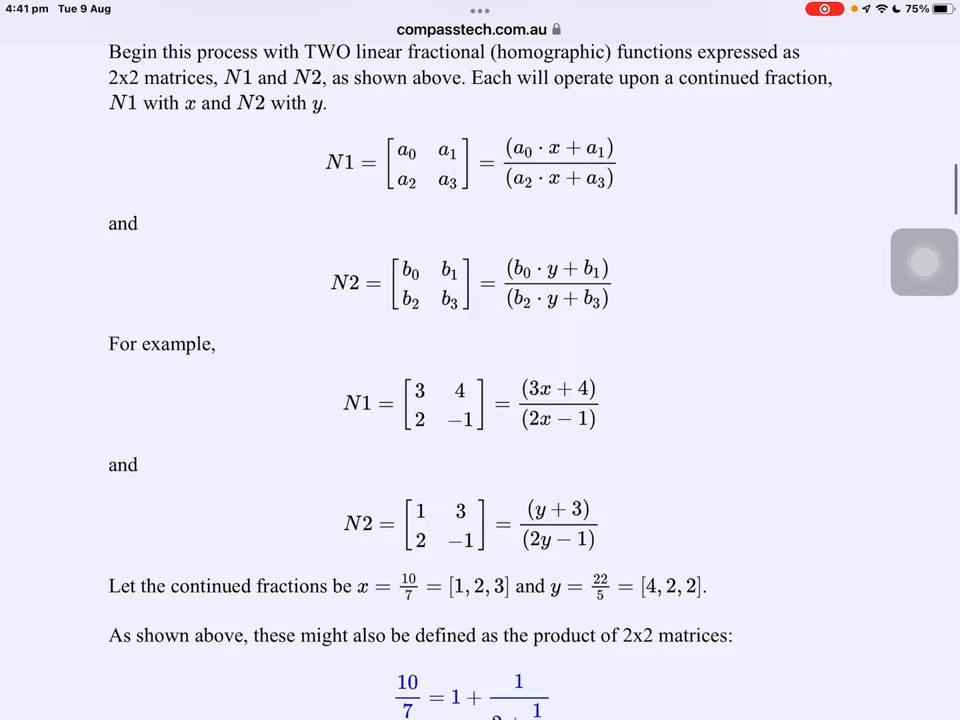 4:41 pm Tue 9 Aug
75%
compasstech.com.au
Begin this process with TWO linear fractional (homographic) functions expressed as
2x2 matrices, N1 and N2, as shown above. Each will operate upon a continued fraction,
N1 with x and N2 with y.
N1 = [a₀ a₁; a₂ a₃] = (a₀ · x + a₁)/(a₂ · x + a₃)
and
N2 = [b₀ b₁; b₂ b₃] = (b₀ · y + b₁)/(b₂ · y + b₃)
For example,
N1 = [3 4; 2 −1] = (3x + 4)/(2x − 1)
and
N2 = [1 3; 2 −1] = (y + 3)/(2y − 1)
Let the continued fractions be x = 10/7 = [1, 2, 3] and y = 22/5 = [4, 2, 2].
As shown above, these might also be defined as the product of 2x2 matrices:
10/7 = 1 + 1/(2 + 1